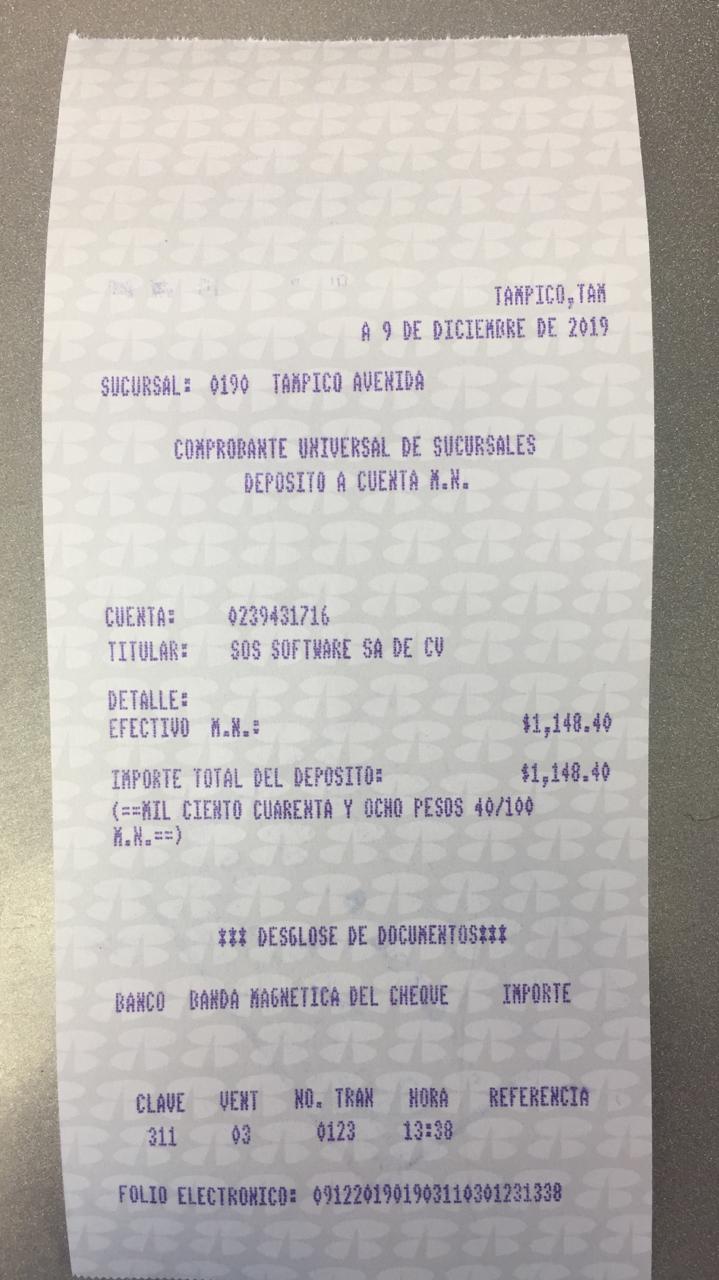 TAMPICO,TAM
A 9 DE DICIEMBRE DE 2019
SUCURSAL: 0190 TAMPICO AVENIDA
COMPROBANTE UNIVERSAL DE SUCURSALES
DEPOSITO A CUENTA M.N.
CUENTA: 0239431716
TITULAR: SOS SOFTWARE SA DE CV
DETALLE:
EFECTIVO M.N.: $1,148.40
IMPORTE TOTAL DEL DEPOSITO: $1,148.40
(==MIL CIENTO CUARENTA Y OCHO PESOS 40/100
M.N.==)
*** DESGLOSE DE DOCUMENTOS***
BANCO BANDA MAGNETICA DEL CHEQUE IMPORTE
CLAVE VENT NO. TRAN HORA REFERENCIA
311 03 0123 13:38
FOLIO ELECTRONICO: 0912201901903110301231338